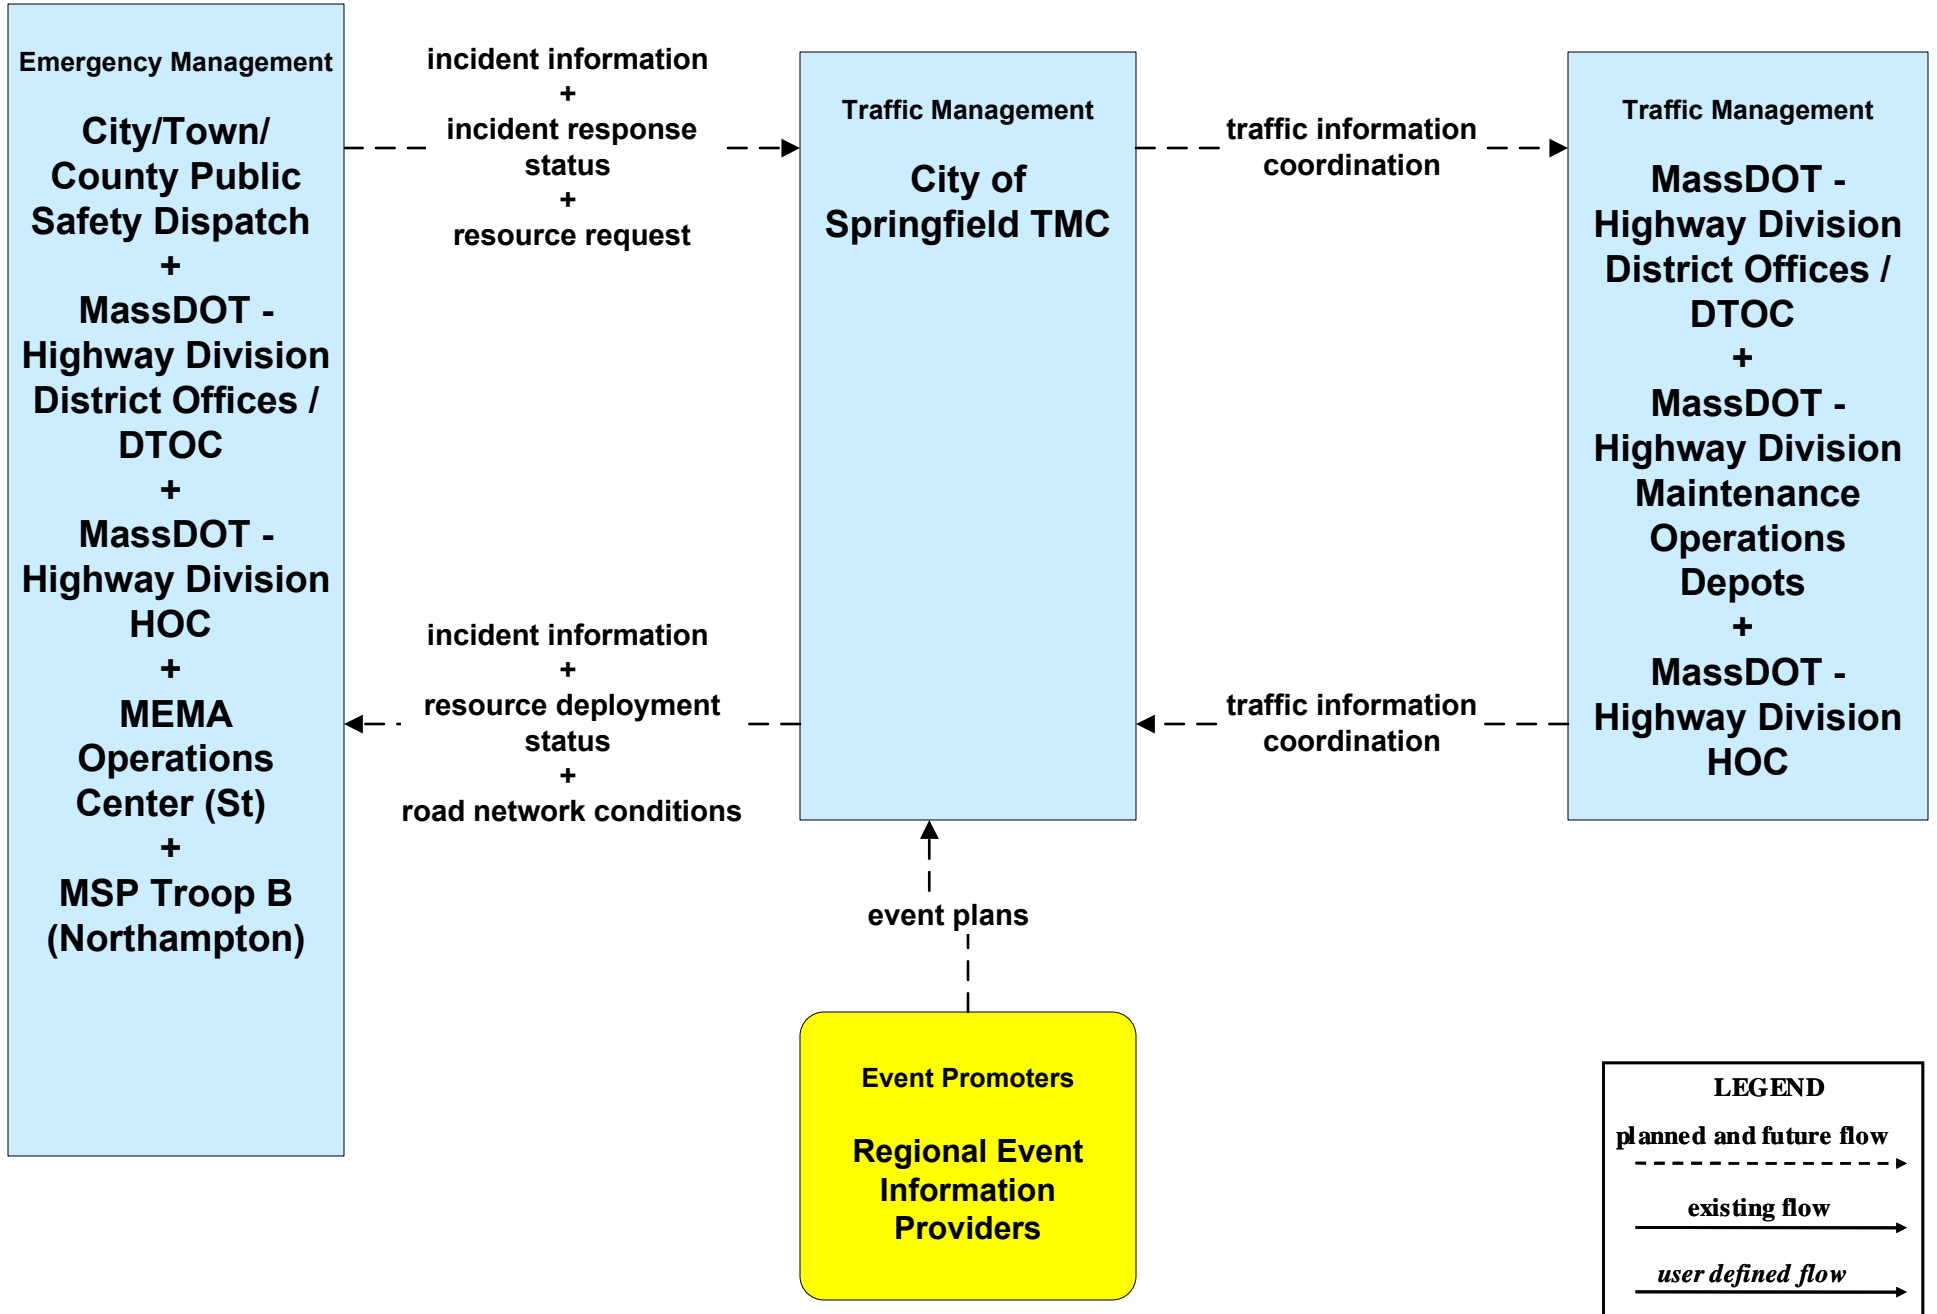 Emergency Management
City/Town/
County Public
Safety Dispatch
+
MassDOT -
Highway Division
District Offices /
DTOC
+
MassDOT -
Highway Division
HOC
+
MEMA
Operations
Center (St)
+
MSP Troop B
(Northampton)
incident information
+
incident response
status
+
resource request
incident information
+
resource deployment
status
+
road network conditions
Traffic Management
City of
Springfield TMC
traffic information
coordination
traffic information
coordination
Traffic Management
MassDOT -
Highway Division
District Offices /
DTOC
+
MassDOT -
Highway Division
Maintenance
Operations
Depots
+
MassDOT -
Highway Division
HOC
event plans
Event Promoters
Regional Event
Information
Providers
LEGEND
planned and future flow
existing flow
user defined flow